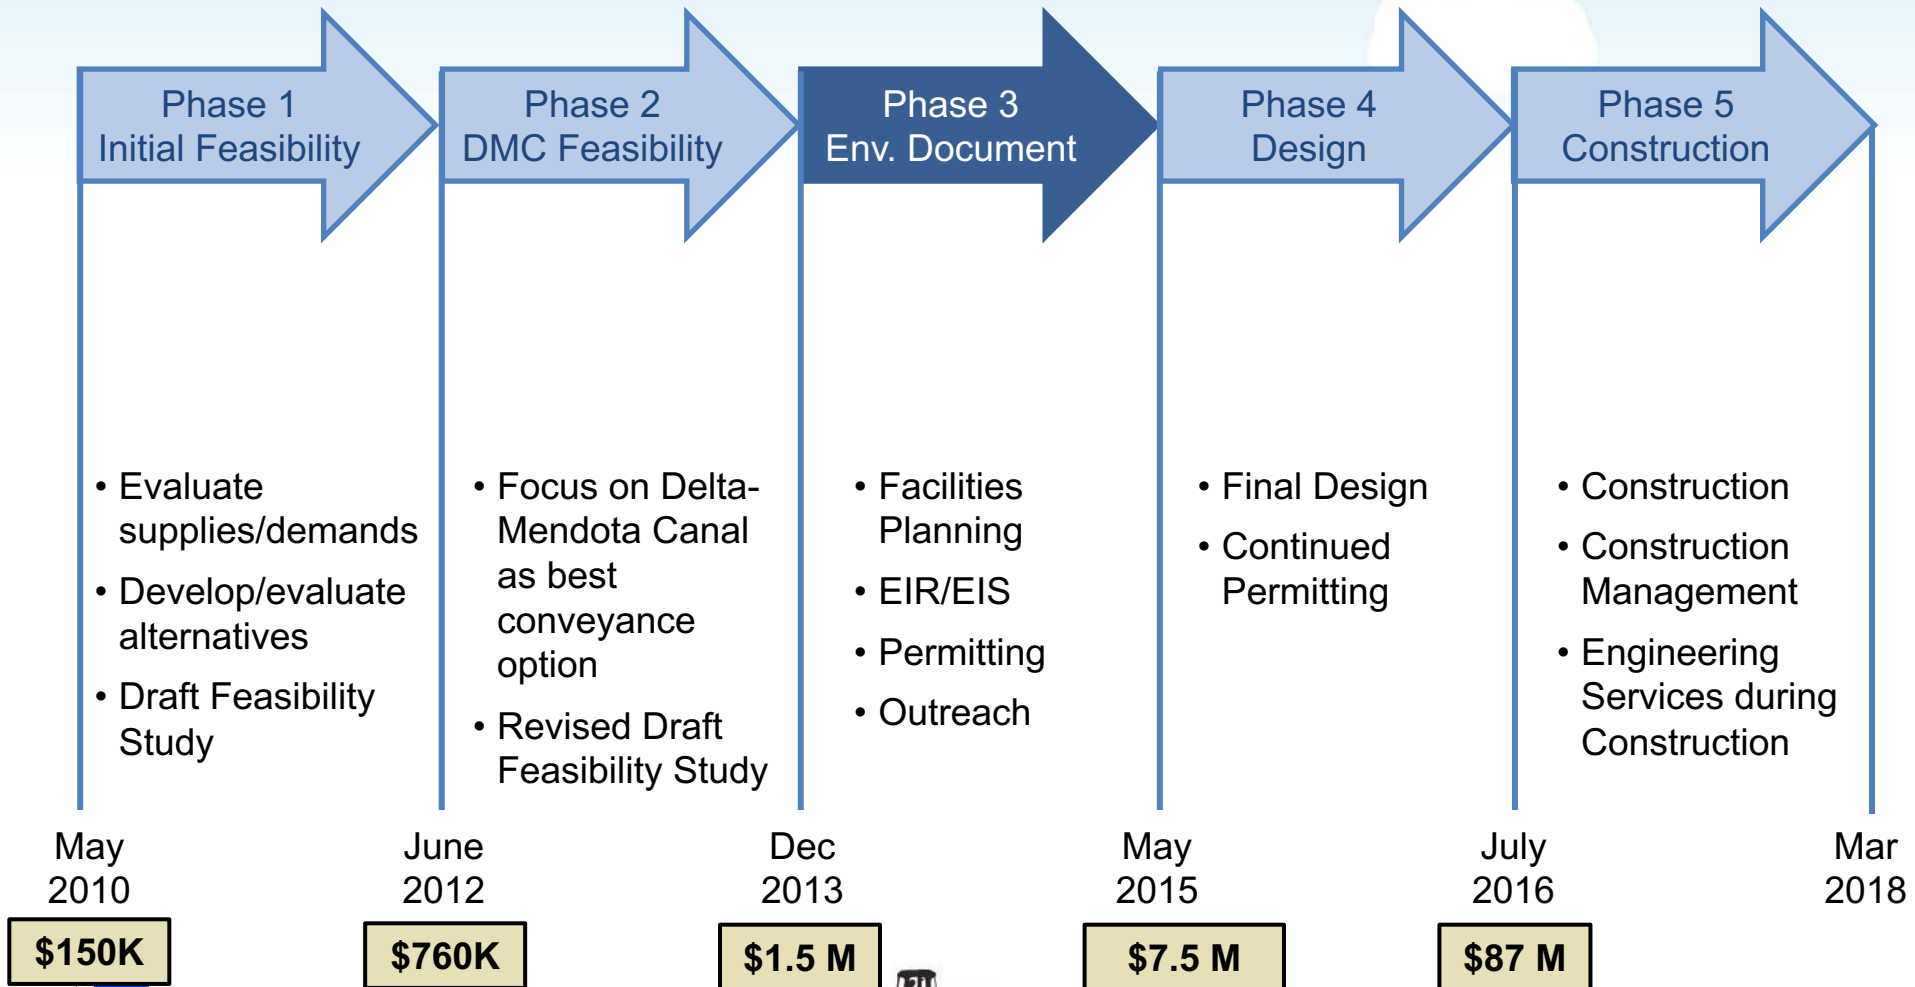 Phase 1
Initial Feasibility
Phase 2
DMC Feasibility
Phase 3
Env. Document
Phase 4
Design
Phase 5
Construction
• Evaluate
supplies/demands
• Develop/evaluate
alternatives
• Draft Feasibility
Study
• Focus on Delta-
Mendota Canal
as best
conveyance
option
• Revised Draft
Feasibility Study
• Facilities
Planning
• EIR/EIS
• Permitting
• Outreach
• Final Design
• Continued
Permitting
• Construction
• Construction
Management
• Engineering
Services during
Construction
May
2010
June
2012
Dec
2013
May
2015
July
2016
Mar
2018
$150K
$760K
$1.5 M
$7.5 M
$87 M